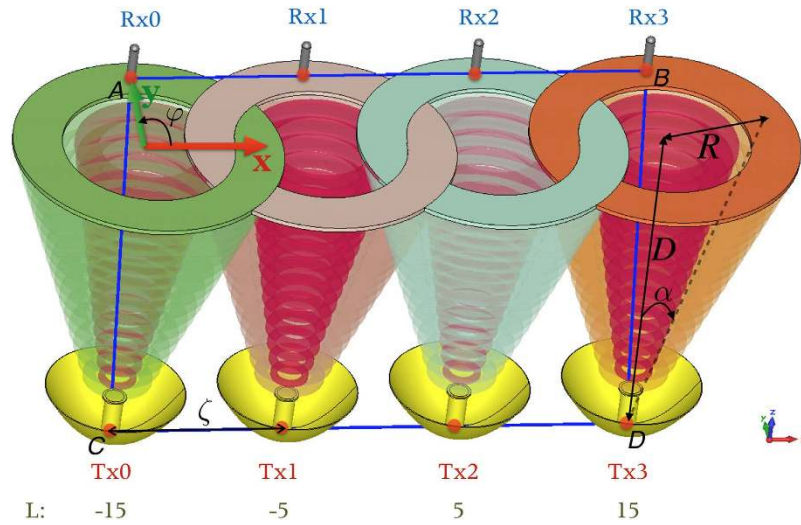 Rx0 Rx1 Rx2 Rx3
A B
y φ
x R
D
α
ζ
C D
Tx0 Tx1 Tx2 Tx3
L: -15 -5 5 15